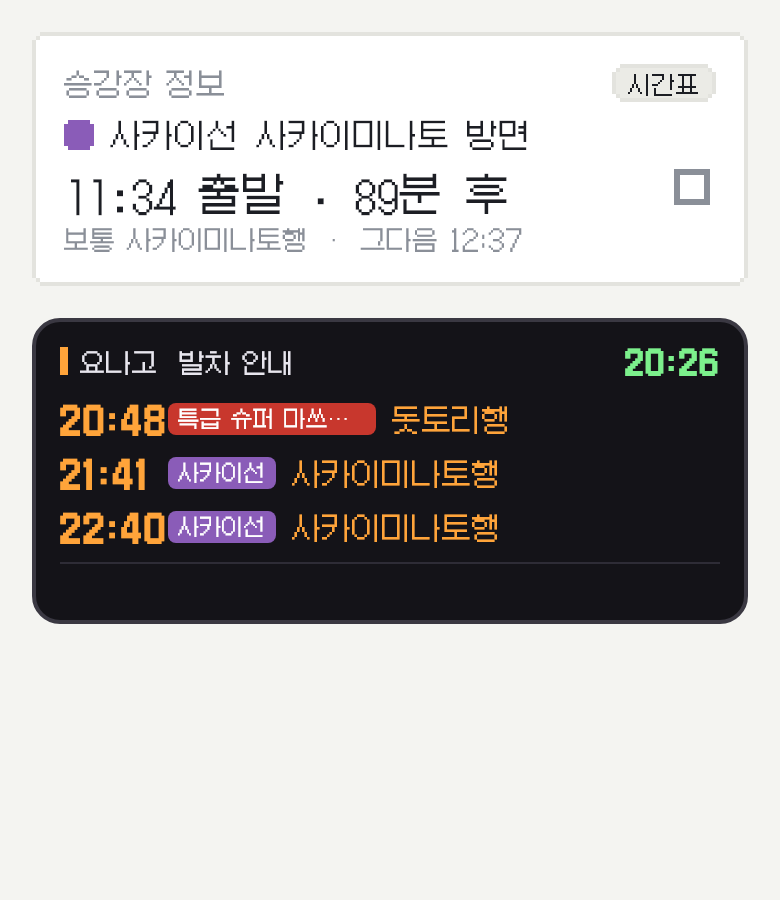 승강장 정보 시간표
사카이선 사카이미나토 방면
11:34 출발 · 89분 후
보통 사카이미나토행 · 그다음 12:37
요나고 발차 안내 20:26
20:48 특급 슈퍼 마쓰… 돗토리행
21:41 사카이선 사카이미나토행
22:40 사카이선 사카이미나토행